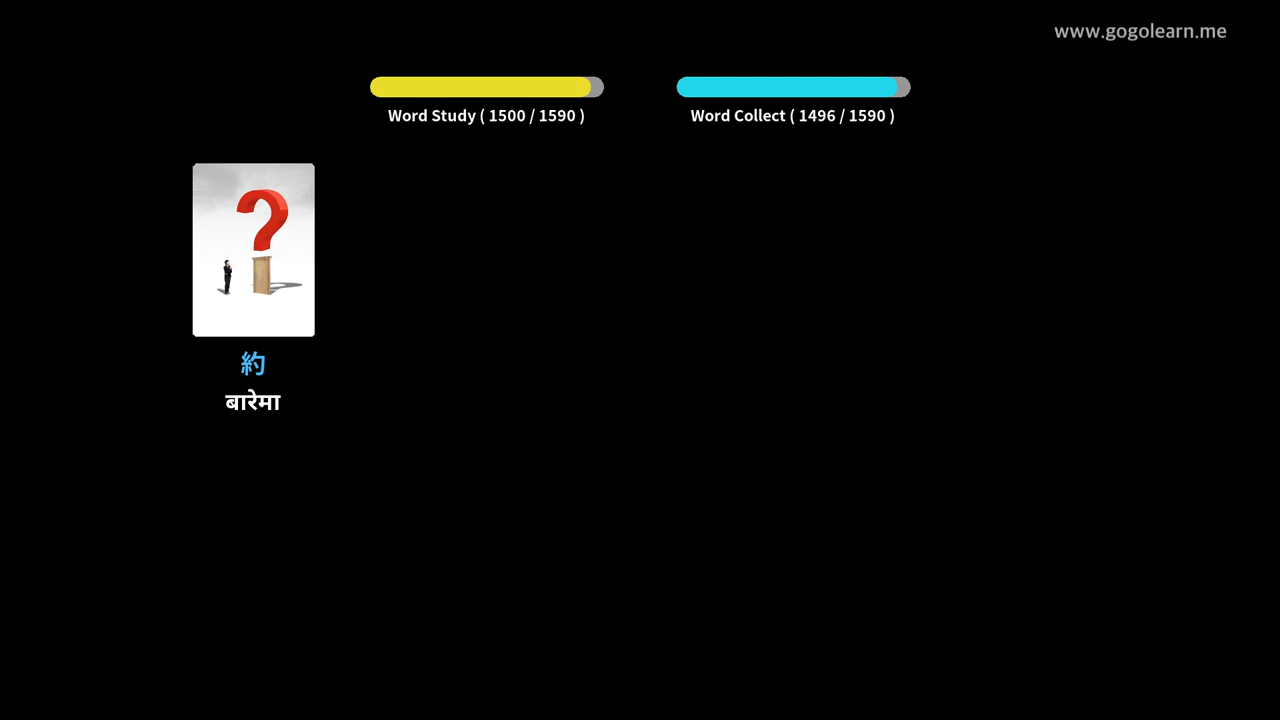 www.gogolearn.me
Word Study ( 1500 / 1590 )
Word Collect ( 1496 / 1590 )
約
बारेमा